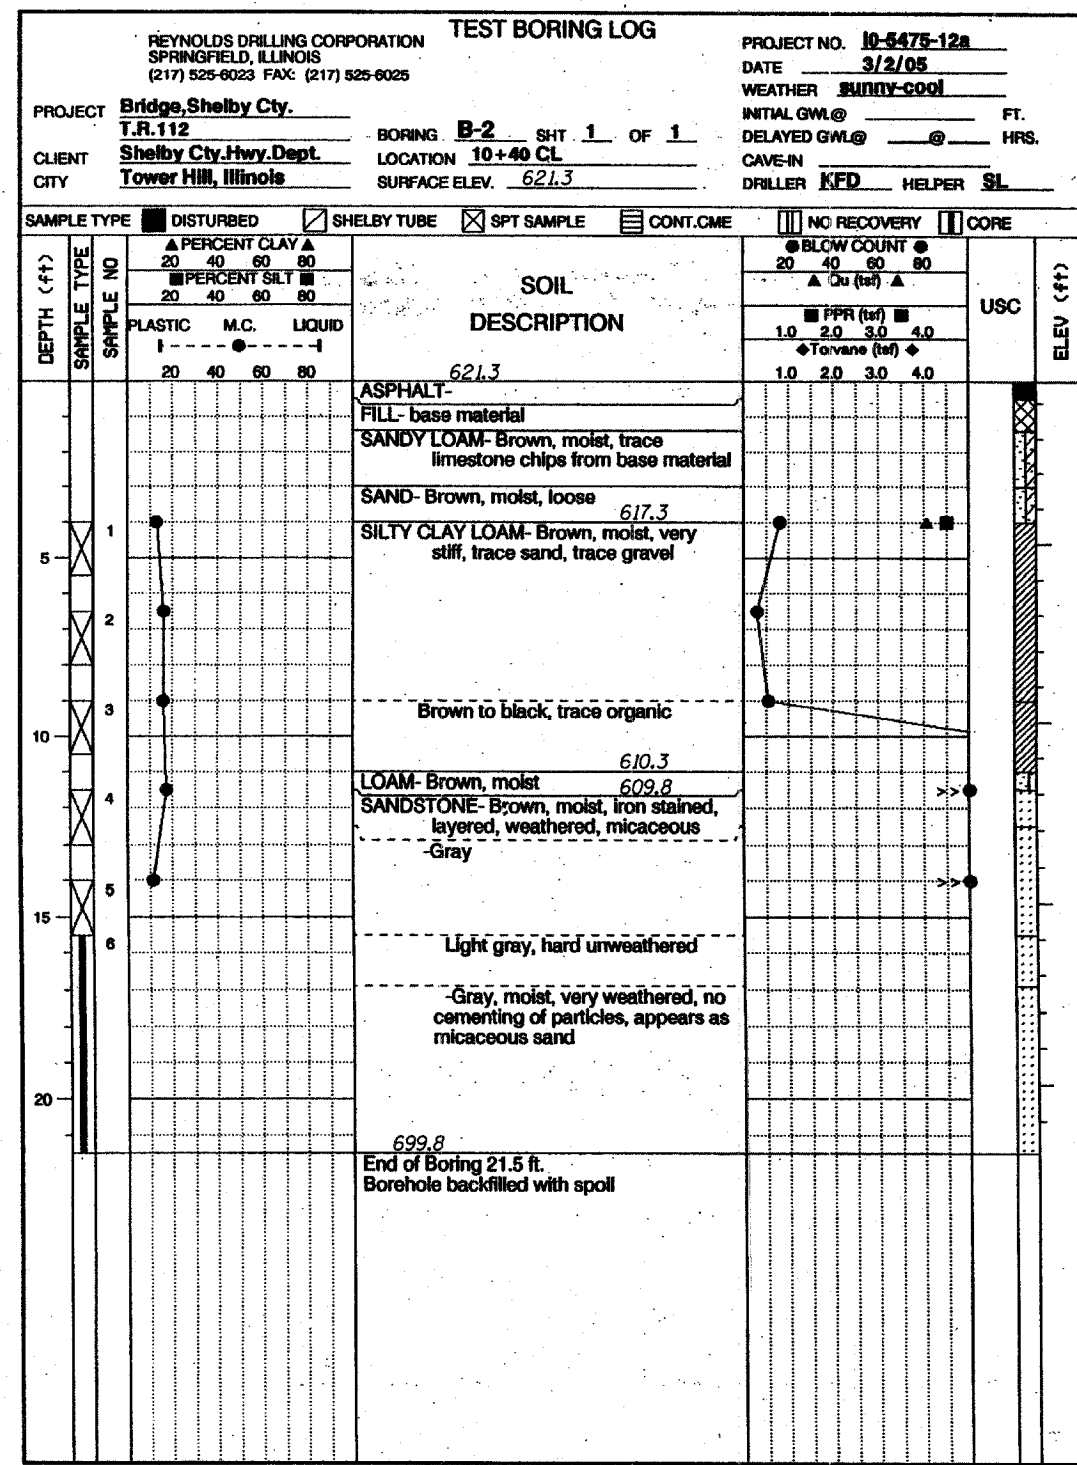 TEST BORING LOG
REYNOLDS DRILLING CORPORATION
SPRINGFIELD, ILLINOIS
(217) 525-6023 FAX: (217) 525-6025
PROJECT NO. I0-5475-12a
DATE 3/2/05
WEATHER sunny-cool
PROJECT Bridge,Shelby Cty.
T.R.112
INITIAL GWL@ FT.
BORING B-2 SHT 1 OF 1
DELAYED GWL@ @ HRS.
CLIENT Shelby Cty.Hwy.Dept.
LOCATION 10+40 CL
CAVE-IN
CITY Tower Hill, Illinois
SURFACE ELEV. 621.3
DRILLER KFD HELPER SL
SAMPLE TYPE DISTURBED SHELBY TUBE SPT SAMPLE CONT.CME NO RECOVERY CORE
DEPTH (ft)
SAMPLE TYPE
SAMPLE NO
▲ PERCENT CLAY ▲
20 40 60 80
■ PERCENT SILT ■
20 40 60 80
PLASTIC M.C. LIQUID
20 40 60 80
SOIL
DESCRIPTION
621.3
● BLOW COUNT ●
20 40 60 80
▲ Qu (tsf) ▲
■ PPR (tsf) ■
1.0 2.0 3.0 4.0
◆Torvane (tsf) ◆
1.0 2.0 3.0 4.0
USC
ELEV (ft)
ASPHALT-
FILL- base material
SANDY LOAM- Brown, moist, trace
limestone chips from base material
SAND- Brown, moist, loose
617.3
1
SILTY CLAY LOAM- Brown, moist, very
stiff, trace sand, trace gravel
5
2
3
Brown to black, trace organic
10
610.3
LOAM- Brown, moist 609.8
4
>>
SANDSTONE- Brown, moist, iron stained,
layered, weathered, micaceous
-Gray
5
>>
15
6
Light gray, hard unweathered
-Gray, moist, very weathered, no
cementing of particles, appears as
micaceous sand
20
699.8
End of Boring 21.5 ft.
Borehole backfilled with spoil